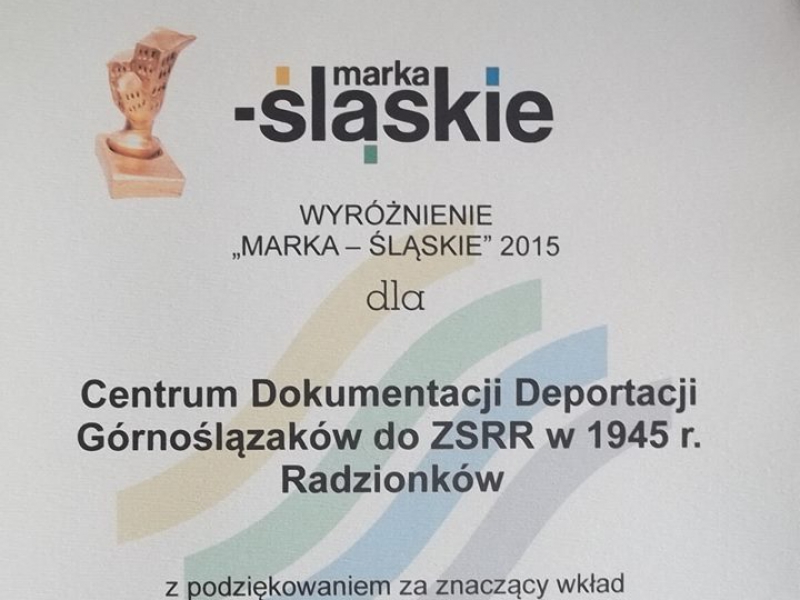 marka
-śląskie
WYRÓŻNIENIE
„MARKA – ŚLĄSKIE” 2015
dla
Centrum Dokumentacji Deportacji
Górnoślązaków do ZSRR w 1945 r.
Radzionków
z podziękowaniem za znaczący wkład